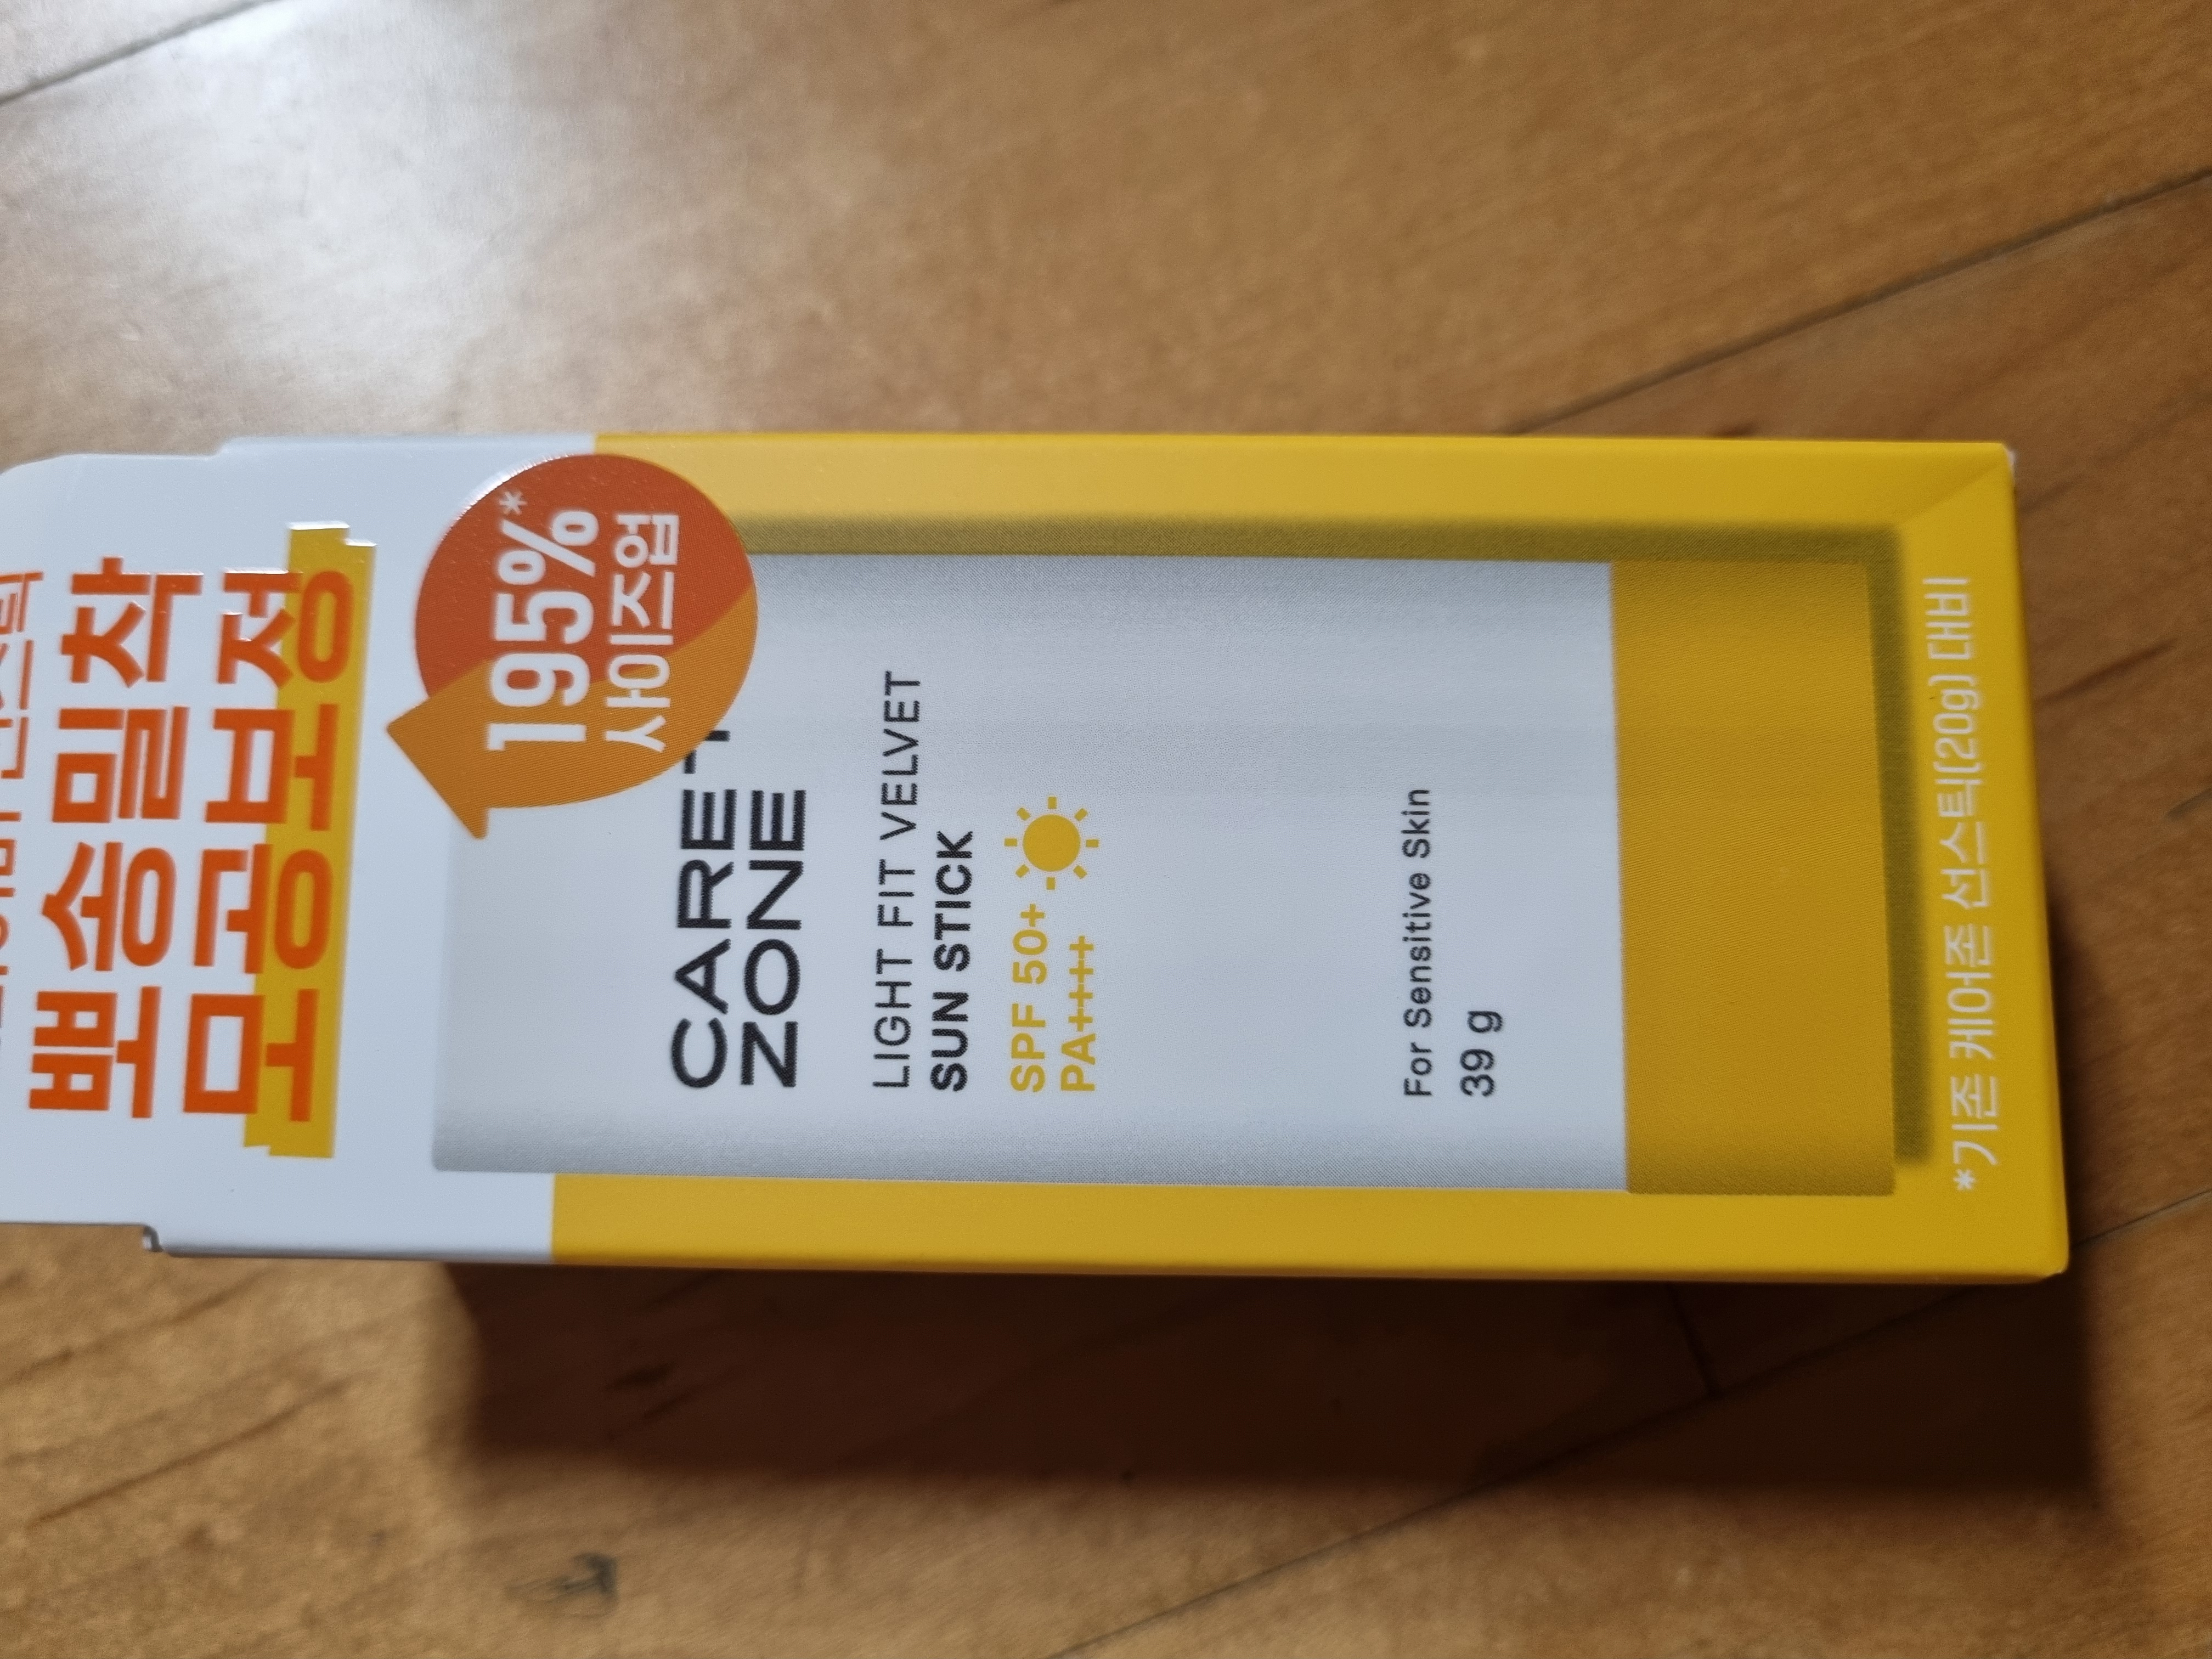 뽀송밀착
모공보정
195%*
사이즈업
CARE
ZONE
LIGHT FIT VELVET
SUN STICK
SPF 50+
PA++++
For Sensitive Skin
39 g
*기존 케어존 선스틱(20g) 대비